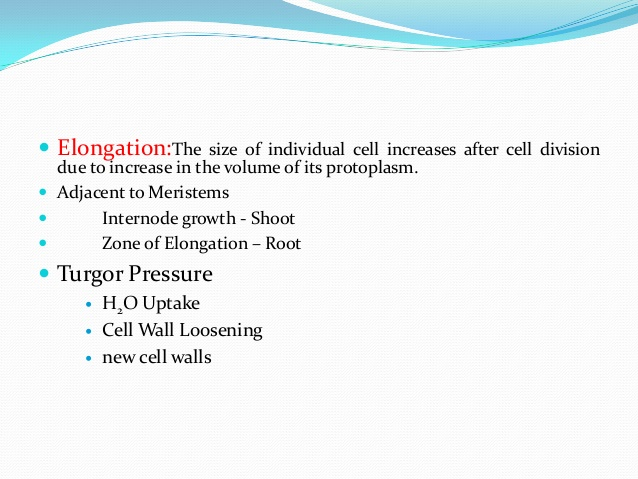 Elongation:The size of individual cell increases after cell division
due to increase in the volume of its protoplasm.
Adjacent to Meristems
Internode growth - Shoot
Zone of Elongation – Root
Turgor Pressure
H₂O Uptake
Cell Wall Loosening
new cell walls